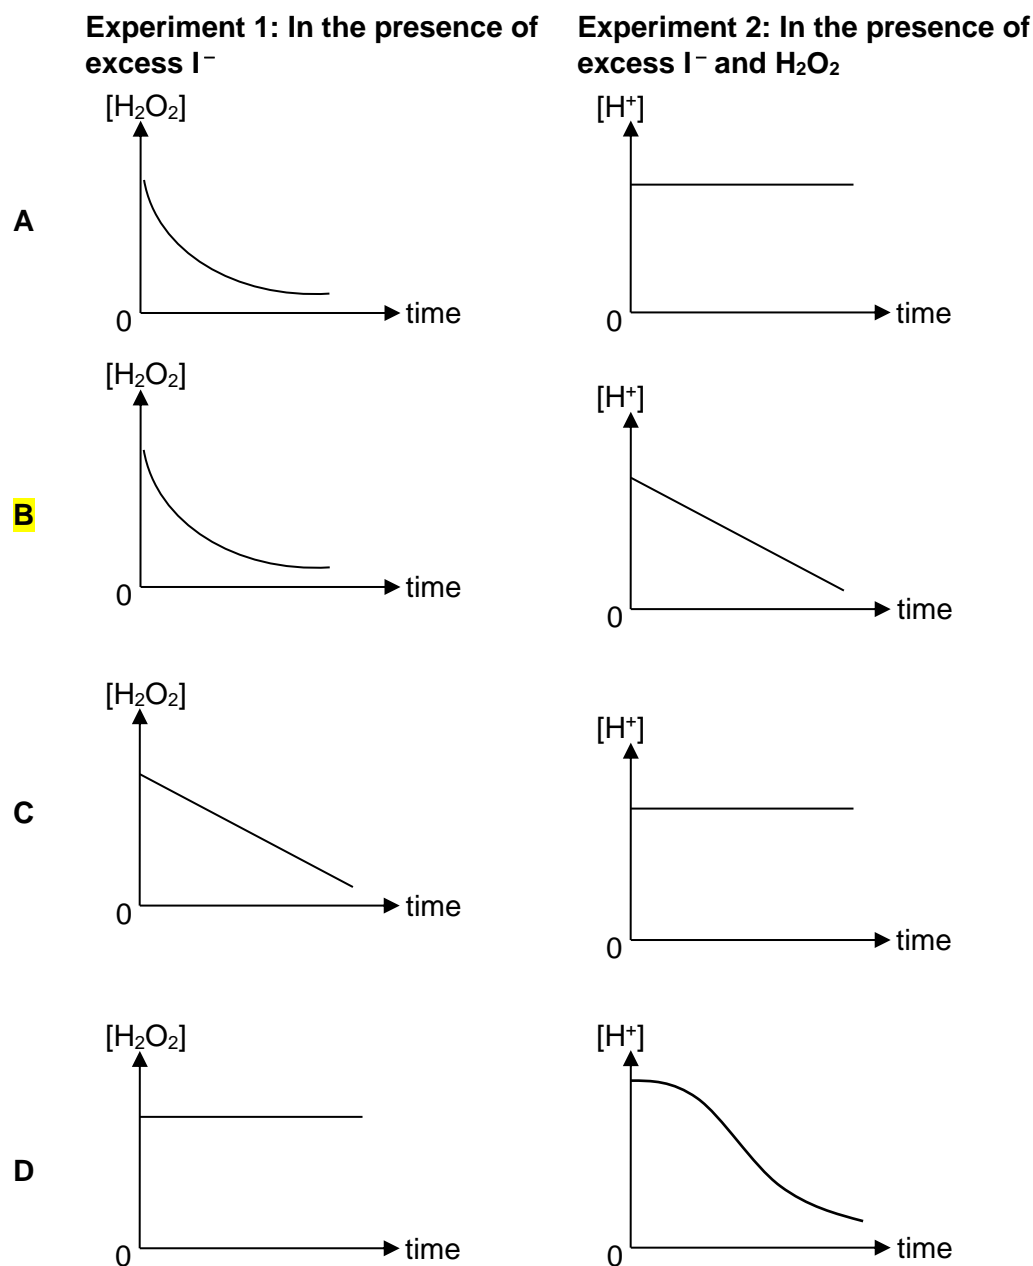 Experiment 1: In the presence of excess I⁻
Experiment 2: In the presence of excess I⁻ and H₂O₂
A
[H₂O₂]
0
time
[H⁺]
0
time
B
[H₂O₂]
0
time
[H⁺]
0
time
C
[H₂O₂]
0
time
[H⁺]
0
time
D
[H₂O₂]
0
time
[H⁺]
0
time